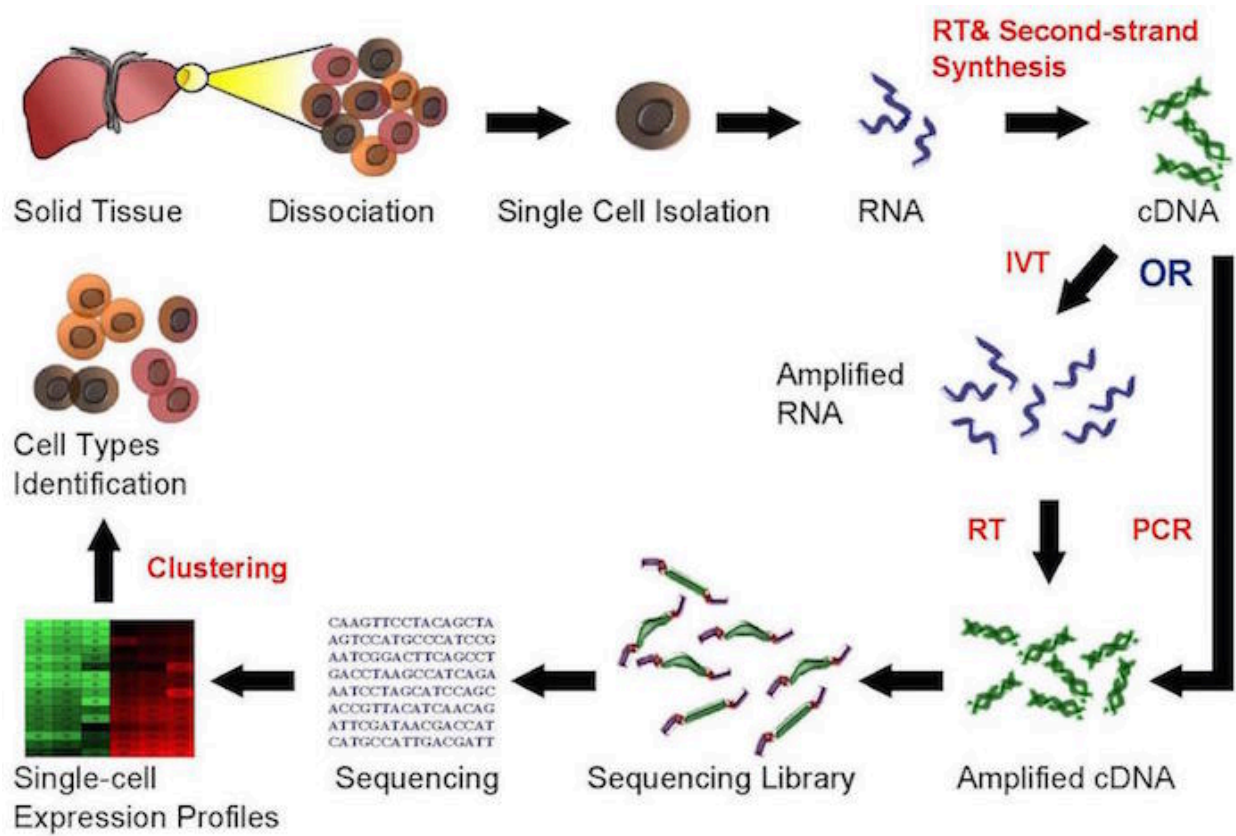 RT& Second-strand
Synthesis
Solid Tissue
Dissociation
Single Cell Isolation
RNA
cDNA
IVT
OR
Amplified
RNA
Cell Types
Identification
RT
PCR
Clustering
CAAGTTCCTACAGCTA
AGTCCATGCCCATCCG
AATCGGACTTCAGCCT
GACCTAAGCCATCAGA
AATCCTAGCATCCAGC
ACCGTTACATCAACAG
ATTCGATAACGACCAT
CATGCCATTGACGATT
Single-cell
Expression Profiles
Sequencing
Sequencing Library
Amplified cDNA